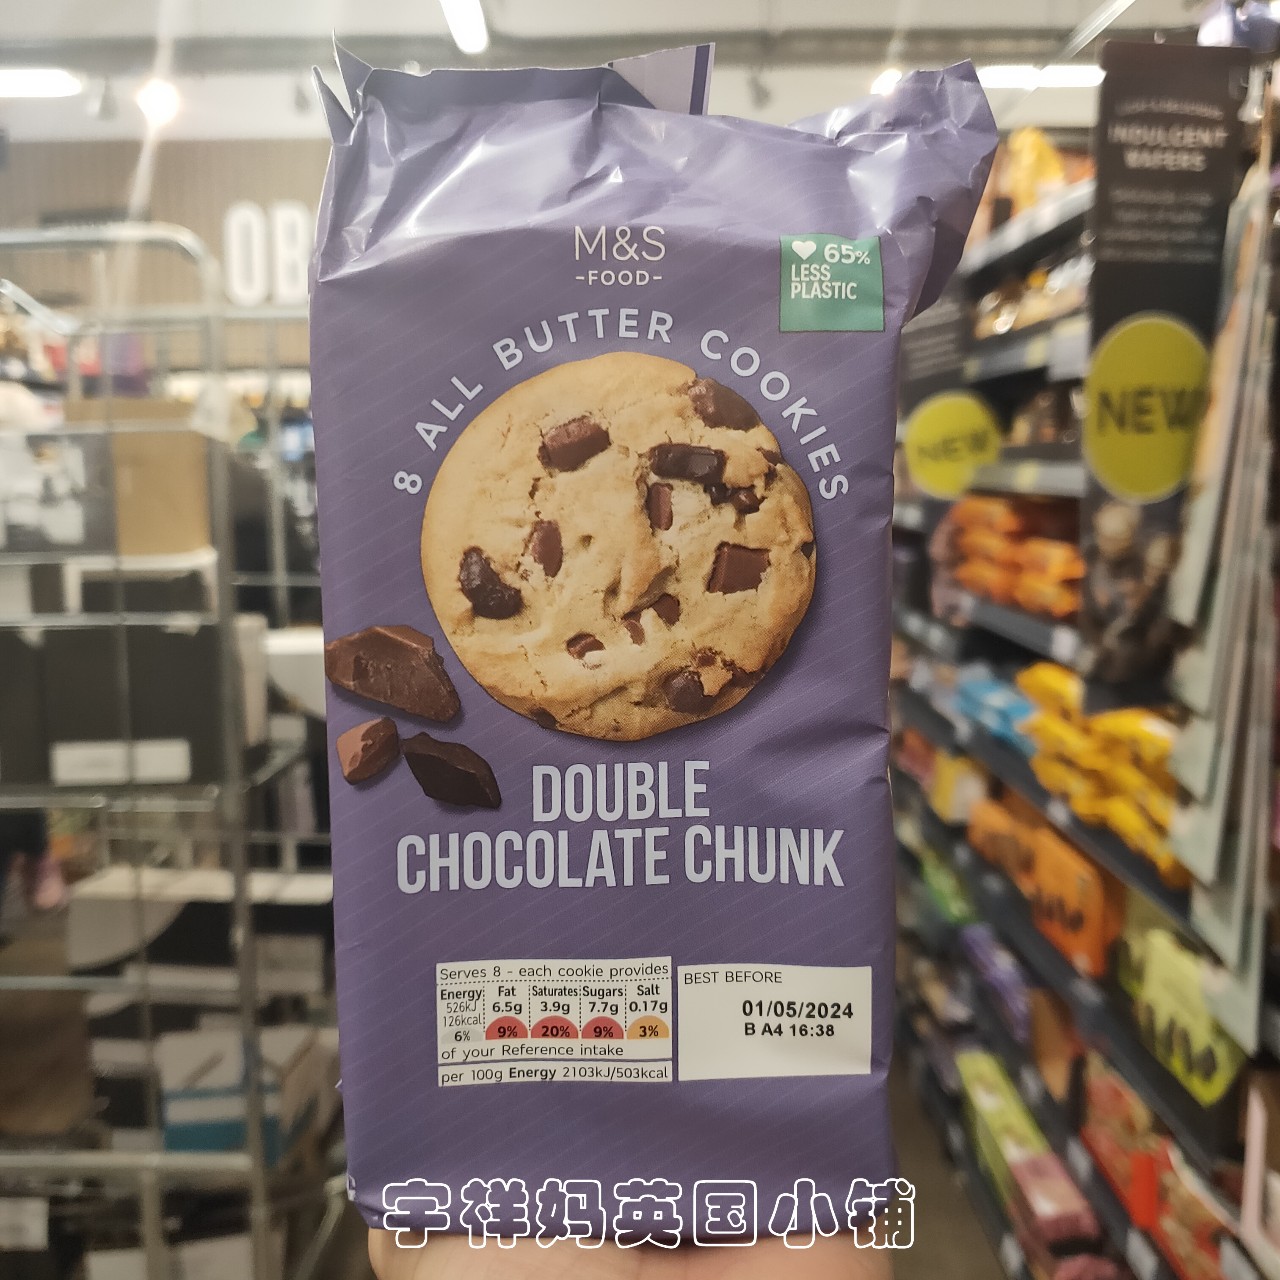 M&S
-FOOD-
65%
LESS
PLASTIC
8 ALL BUTTER COOKIES
DOUBLE
CHOCOLATE CHUNK
Serves 8 - each cookie provides
Energy Fat Saturates Sugars Salt
526kJ 6.5g 3.9g 7.7g 0.17g
126kcal
6% 9% 20% 9% 3%
of your Reference intake
per 100g Energy 2103kJ/503kcal
BEST BEFORE
01/05/2024
B A4 16:38
OB
INDULGENT
WAFERS
NEW
NEW
宇祥妈英国小铺